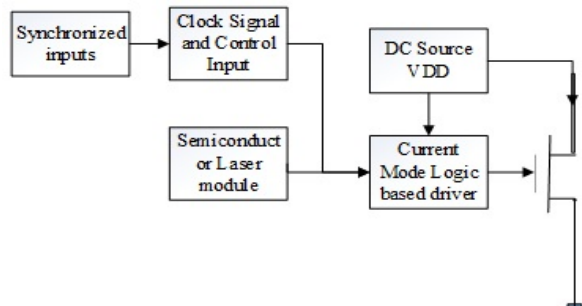 Synchronized
inputs
Clock Signal
and Control
Input
DC Source
VDD
Semiconduct
or Laser
module
Current
Mode Logic
based driver